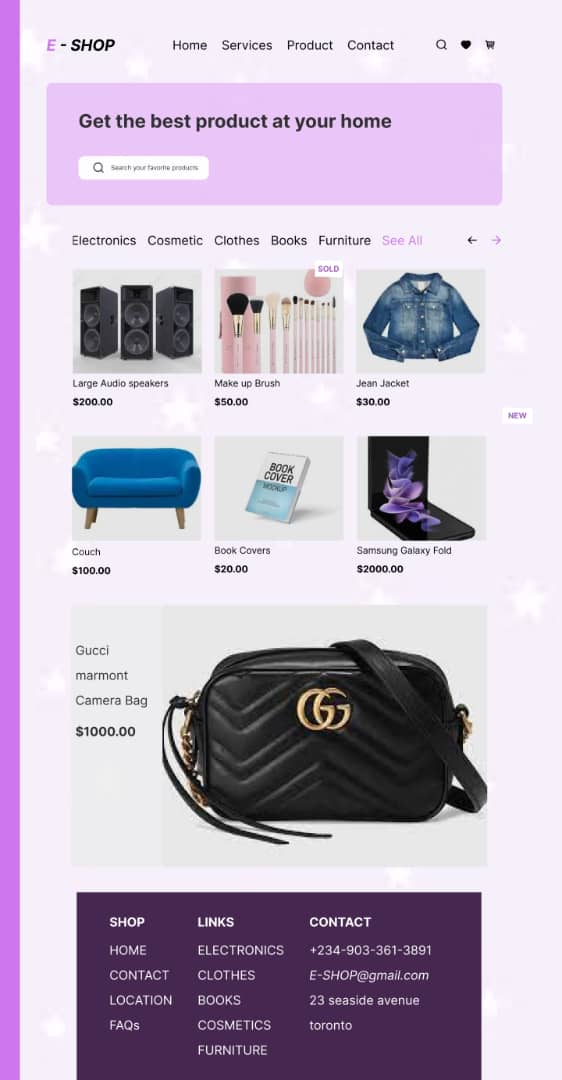 E - SHOP
Home Services Product Contact
Get the best product at your home
Search your favorite products
Electronics Cosmetic Clothes Books Furniture See All
SOLD
Large Audio speakers
$200.00
Make up Brush
$50.00
Jean Jacket
$30.00
NEW
BOOK
COVER
MOCKUP
Couch
$100.00
Book Covers
$20.00
Samsung Galaxy Fold
$2000.00
Gucci
marmont
Camera Bag
$1000.00
SHOP
HOME
CONTACT
LOCATION
FAQs
LINKS
ELECTRONICS
CLOTHES
BOOKS
COSMETICS
FURNITURE
CONTACT
+234-903-361-3891
E-SHOP@gmail.com
23 seaside avenue
toronto